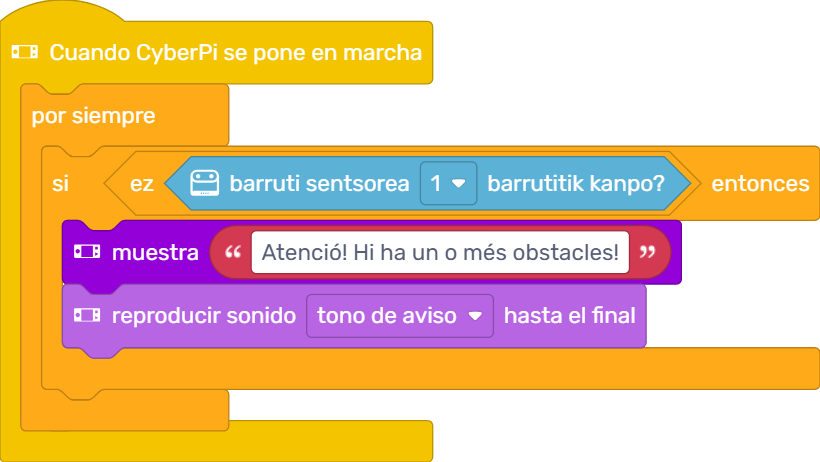 Cuando CyberPi se pone en marcha
por siempre
si ez barruti sentsorea 1 barrutitik kanpo? entonces
muestra “ Atenció! Hi ha un o més obstacles! ”
reproducir sonido tono de aviso hasta el final